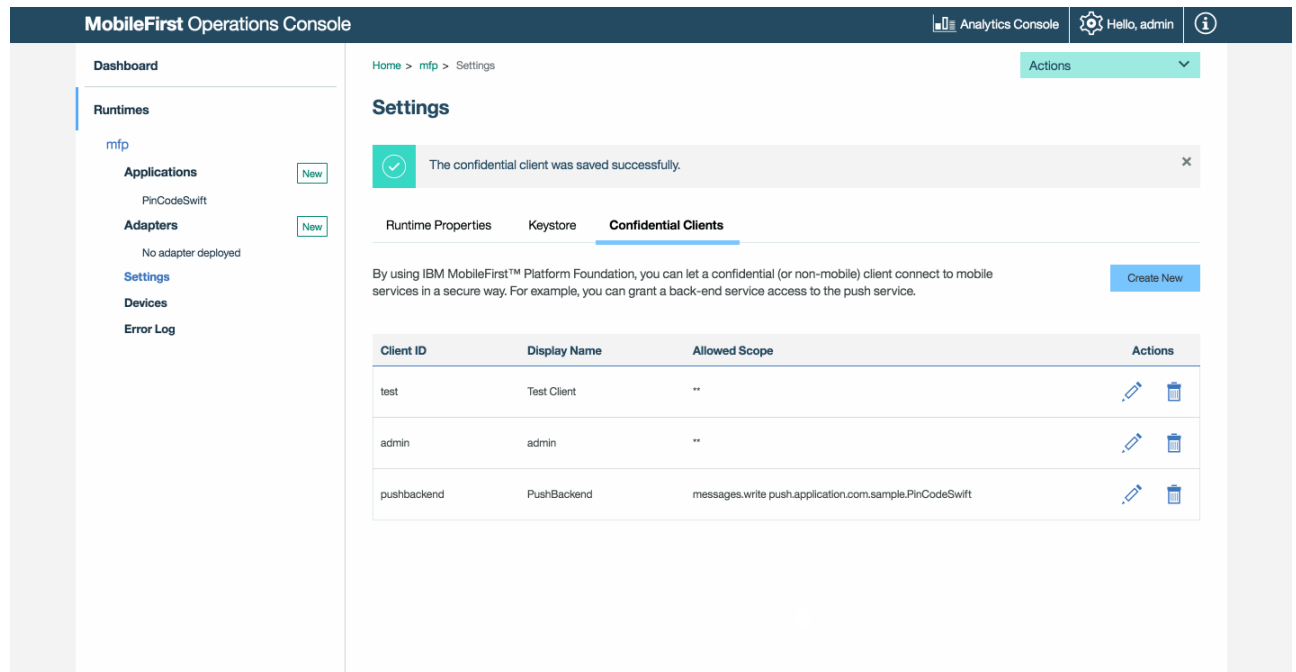 MobileFirst Operations Console
Analytics Console
Hello, admin
Dashboard
Runtimes
mfp
Applications New
PinCodeSwift
Adapters New
No adapter deployed
Settings
Devices
Error Log
Home > mfp > Settings
Actions
Settings
The confidential client was saved successfully.
Runtime Properties Keystore Confidential Clients
By using IBM MobileFirst™ Platform Foundation, you can let a confidential (or non-mobile) client connect to mobile
services in a secure way. For example, you can grant a back-end service access to the push service.
Create New
Client ID Display Name Allowed Scope Actions
test Test Client **
admin admin **
pushbackend PushBackend messages.write push.application.com.sample.PinCodeSwift